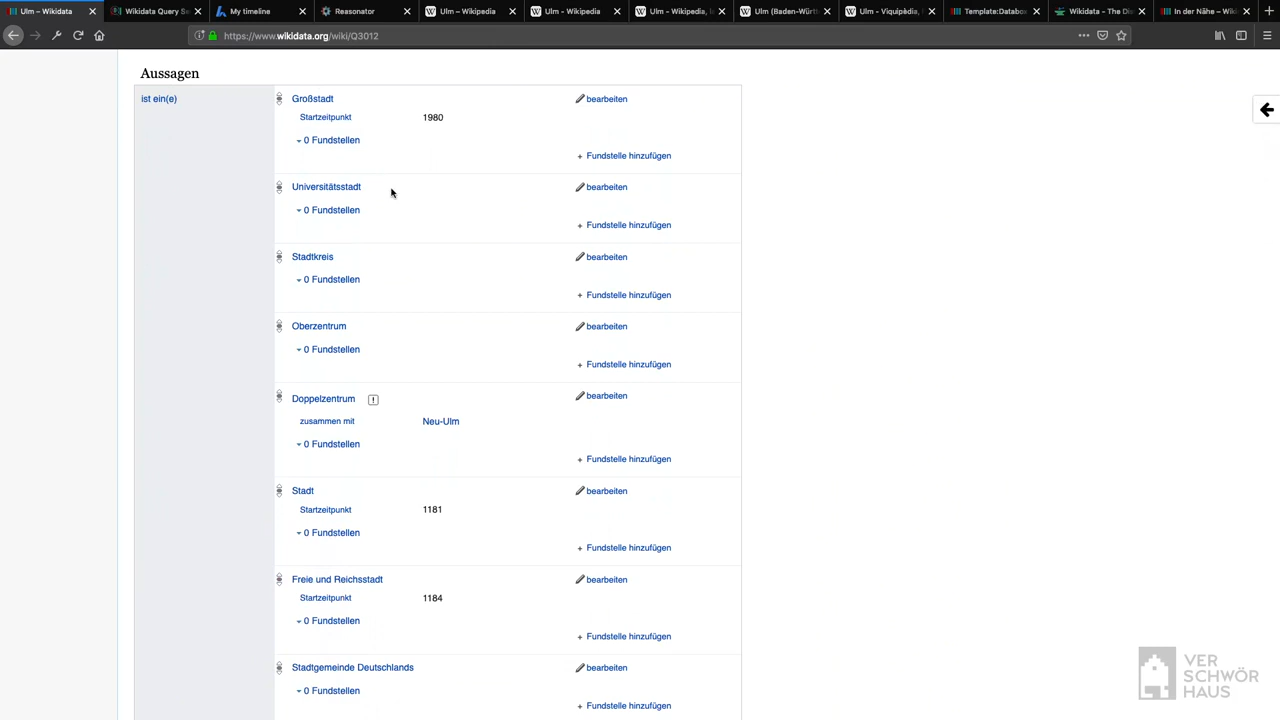 Ulm – Wikidata
Wikidata Query Se
My timeline
Reasonator
Ulm – Wikipedia
Ulm - Wikipedia
Ulm - Wikipedia, l
Ulm (Baden-Würt
Ulm - Viquipèdia,
Template:Databo
Wikidata - The Di
In der Nähe – Wiki
https://www.wikidata.org/wiki/Q3012
Aussagen
ist ein(e)
Großstadt
bearbeiten
Startzeitpunkt 1980
0 Fundstellen
+ Fundstelle hinzufügen
Universitätsstadt
bearbeiten
0 Fundstellen
+ Fundstelle hinzufügen
Stadtkreis
bearbeiten
0 Fundstellen
+ Fundstelle hinzufügen
Oberzentrum
bearbeiten
0 Fundstellen
+ Fundstelle hinzufügen
Doppelzentrum
bearbeiten
zusammen mit Neu-Ulm
0 Fundstellen
+ Fundstelle hinzufügen
Stadt
bearbeiten
Startzeitpunkt 1181
0 Fundstellen
+ Fundstelle hinzufügen
Freie und Reichsstadt
bearbeiten
Startzeitpunkt 1184
0 Fundstellen
+ Fundstelle hinzufügen
Stadtgemeinde Deutschlands
bearbeiten
0 Fundstellen
+ Fundstelle hinzufügen
VER
SCHWÖR
HAUS